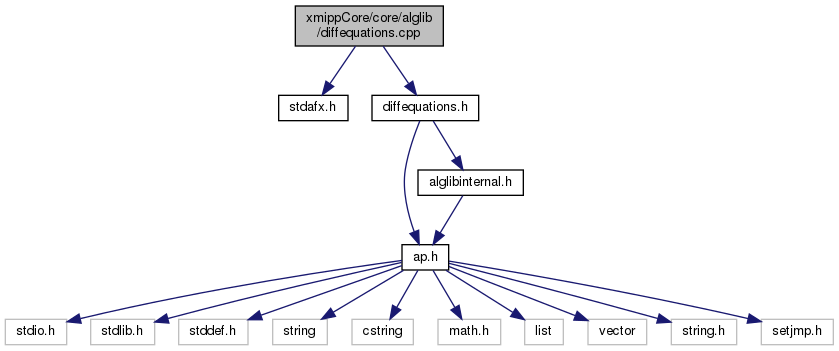 xmippCore/core/alglib
/diffequations.cpp
stdafx.h
diffequations.h
alglibinternal.h
ap.h
stdio.h
stdlib.h
stddef.h
string
cstring
math.h
list
vector
string.h
setjmp.h